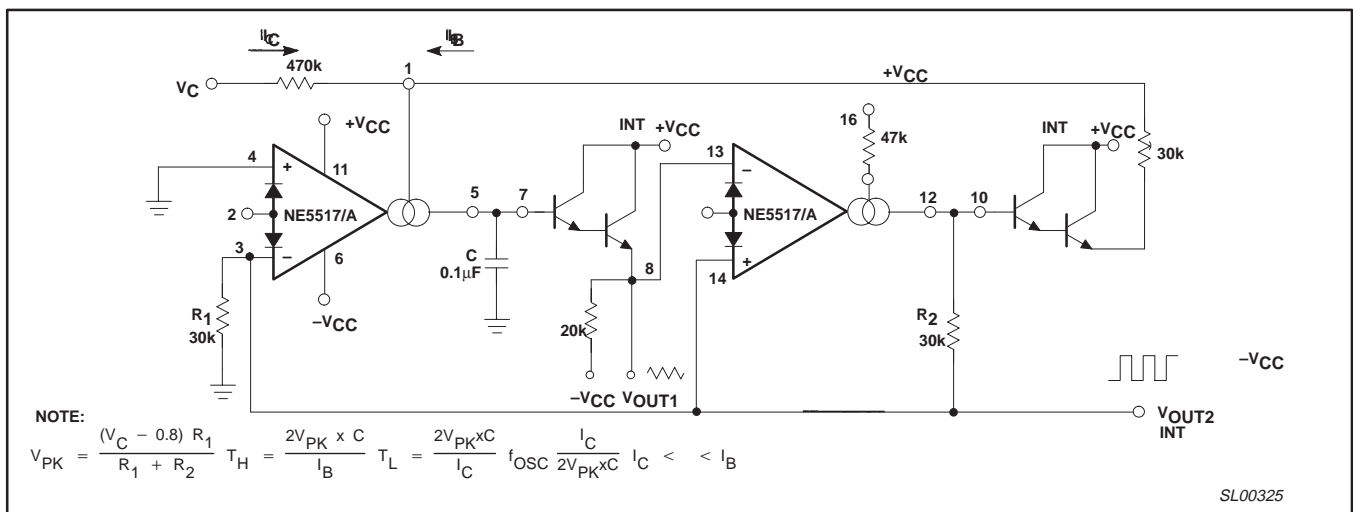 IC
IB
470k
1
VC
+VCC
+VCC
16
INT
+VCC
47k
INT
+VCC
30k
4
+
11
13
–
5
7
12
10
2
NE5517/A
NE5517/A
3
–
6
C
0.1µF
8
14
+
–VCC
R1
30k
20k
R2
30k
–VCC
–VCC VOUT1
VOUT2
INT
NOTE:
VPK = (VC – 0.8) R1 / R1 + R2 TH = 2VPK x C / IB TL = 2VPKxC / IC fOSC IC / 2VPKxC IC < < IB
SL00325